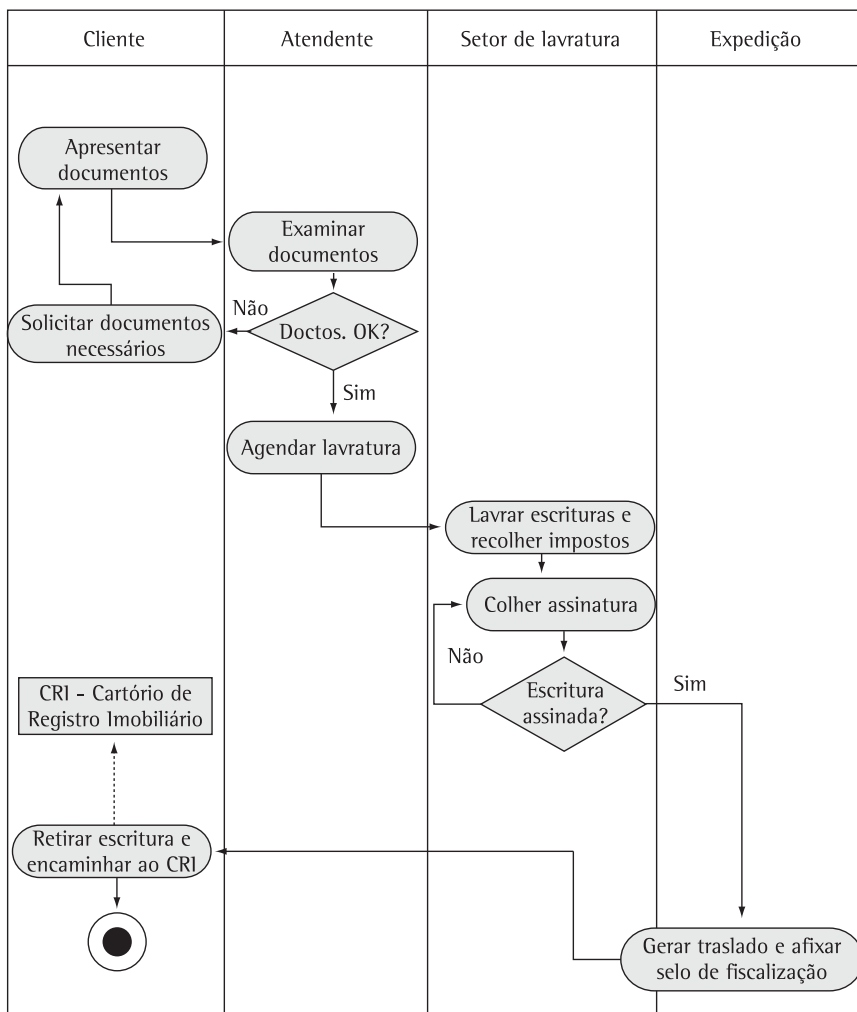 Cliente
Atendente
Setor de lavratura
Expedição
Apresentar
documentos
Examinar
documentos
Não
Solicitar documentos
necessários
Doctos. OK?
Sim
Agendar lavratura
Lavrar escrituras e
recolher impostos
Colher assinatura
Não
Escritura
assinada?
Sim
CRI - Cartório de
Registro Imobiliário
Retirar escritura e
encaminhar ao CRI
Gerar traslado e afixar
selo de fiscalização